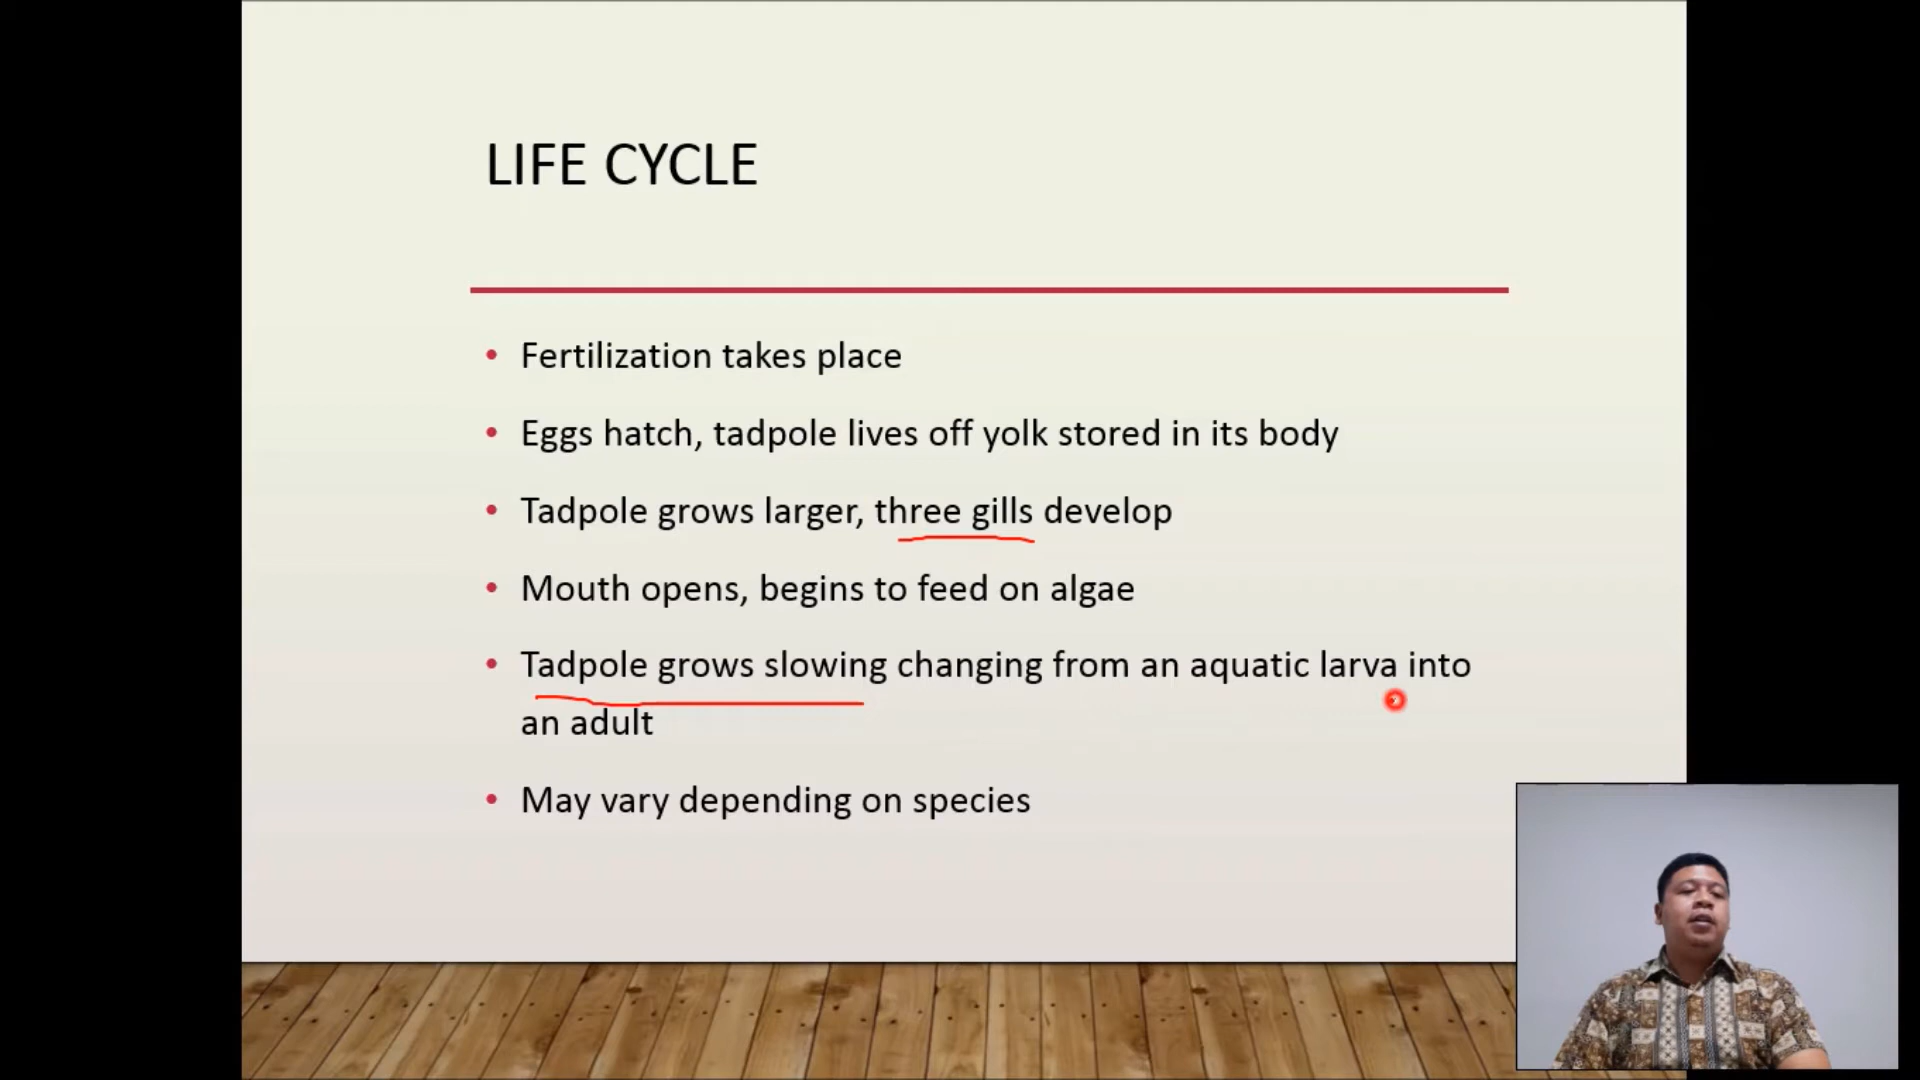 LIFE CYCLE
• Fertilization takes place
• Eggs hatch, tadpole lives off yolk stored in its body
• Tadpole grows larger, three gills develop
• Mouth opens, begins to feed on algae
• Tadpole grows slowing changing from an aquatic larva into
an adult
• May vary depending on species